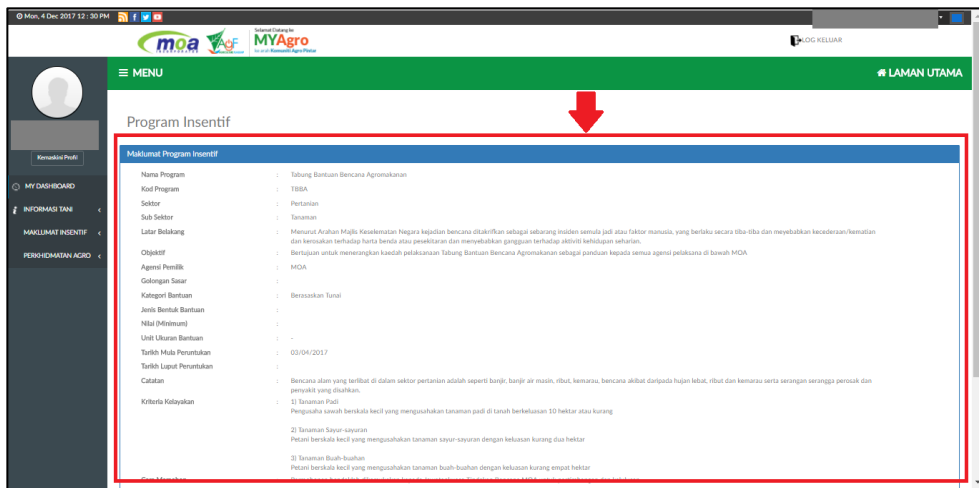 Mon, 4 Dec 2017 12 : 30 PM
moa
INCORPORATED
AOF
Selamat Datang ke
MYAgro
LOG KELUAR
MENU
LAMAN UTAMA
Kemaskini Profil
MY DASHBOARD
INFORMASI TANI
MAKLUMAT INSENTIF
PERKHIDMATAN AGRO
Program Insentif
Maklumat Program Insentif
Nama Program : Tabung Bantuan Bencana Agromakanan
Kod Program : TBBA
Sektor : Pertanian
Sub Sektor : Tanaman
Latar Belakang : Menurut Arahan Majlis Keselematan Negara kejadian bencana ditakrifkan sebagai sebarang insiden semula jadi atau faktor manusia, yang berlaku secara tiba-tiba dan meyebabkan kecederaan/kematian
dan kerosakan terhadap harta benda atau pesekitaran dan menyebabkan gangguan terhadap aktiviti kehidupan seharian.
Objektif : Bertujuan untuk menerangkan kaedah pelaksanaan Tabung Bantuan Bencana Agromakanan sebagai panduan kepada semua agensi pelaksana di bawah MOA
Agensi Pemilik : MOA
Golongan Sasar :
Kategori Bantuan : Berasaskan Tunai
Jenis Bentuk Bantuan :
Nilai (Minimum) :
Unit Ukuran Bantuan : -
Tarikh Mula Peruntukan : 03/04/2017
Tarikh Luput Peruntukan :
Catatan : Bencana alam yang terlibat di dalam sektor pertanian adalah seperti banjir, banjir air masin, ribut, kemarau, bencana akibat daripada hujan lebat, ribut dan kemarau serta serangan serangga perosak dan
penyakit yang disahkan.
Kriteria Kelayakan : 1) Tanaman Padi
Pengusaha sawah berskala kecil yang mengusahakan tanaman padi di tanah berkeluasan 10 hektar atau kurang
2) Tanaman Sayur-sayuran
Petani berskala kecil yang mengusahakan tanaman sayur-sayuran dengan keluasan kurang dua hektar
3) Tanaman Buah-buahan
Petani berskala kecil yang mengusahakan tanaman buah-buahan dengan keluasan kurang empat hektar